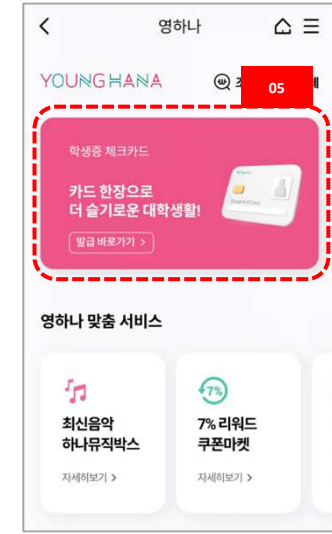 영하나
YOUNG HANA
05
학생증 체크카드
카드 한장으로
더 슬기로운 대학생활!
발급 바로가기 >
영하나 맞춤 서비스
최신음악
하나뮤직박스
자세히보기 >
7%
7% 리워드
쿠폰마켓
자세히보기 >